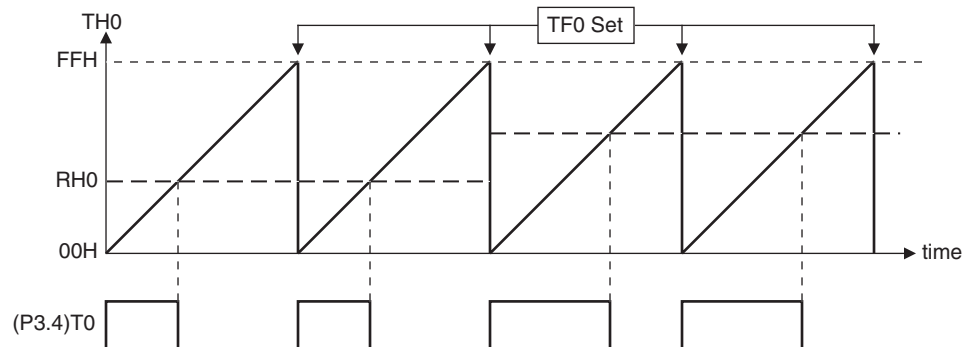 TH0
TF0 Set
FFH
RH0
00H
time
(P3.4)T0